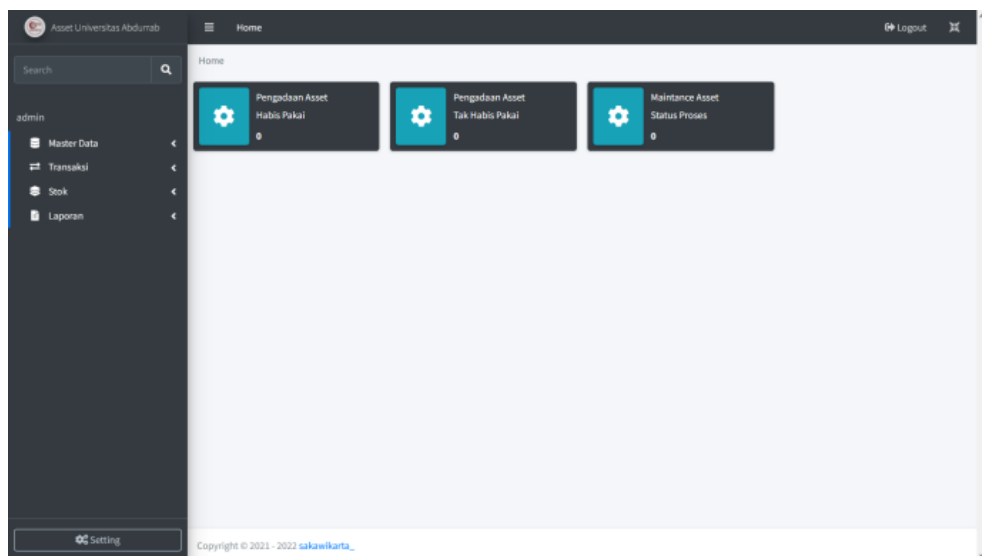 Asset Universitas Abdurrab
Home
Logout
Search
Home
admin
Master Data
Transaksi
Stok
Laporan
Pengadaan Asset
Habis Pakai
0
Pengadaan Asset
Tak Habis Pakai
0
Maintance Asset
Status Proses
0
Setting
Copyright © 2021 - 2022 sakawikarta_